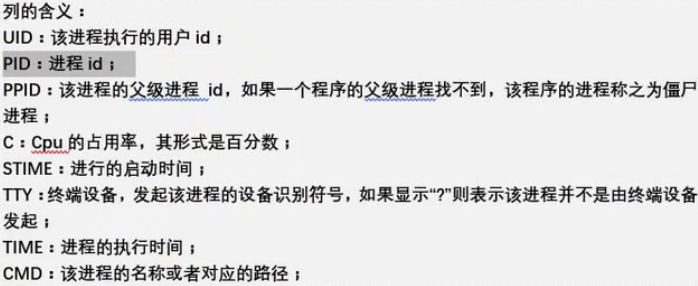 列的含义：
UID：该进程执行的用户 id；
PID：进程 id；
PPID：该进程的父级进程 id，如果一个程序的父级进程找不到，该程序的进程称之为僵尸
进程；
C：Cpu 的占用率，其形式是百分数；
STIME：进行的启动时间；
TTY：终端设备，发起该进程的设备识别符号，如果显示“?”则表示该进程并不是由终端设备
发起；
TIME：进程的执行时间；
CMD：该进程的名称或者对应的路径；